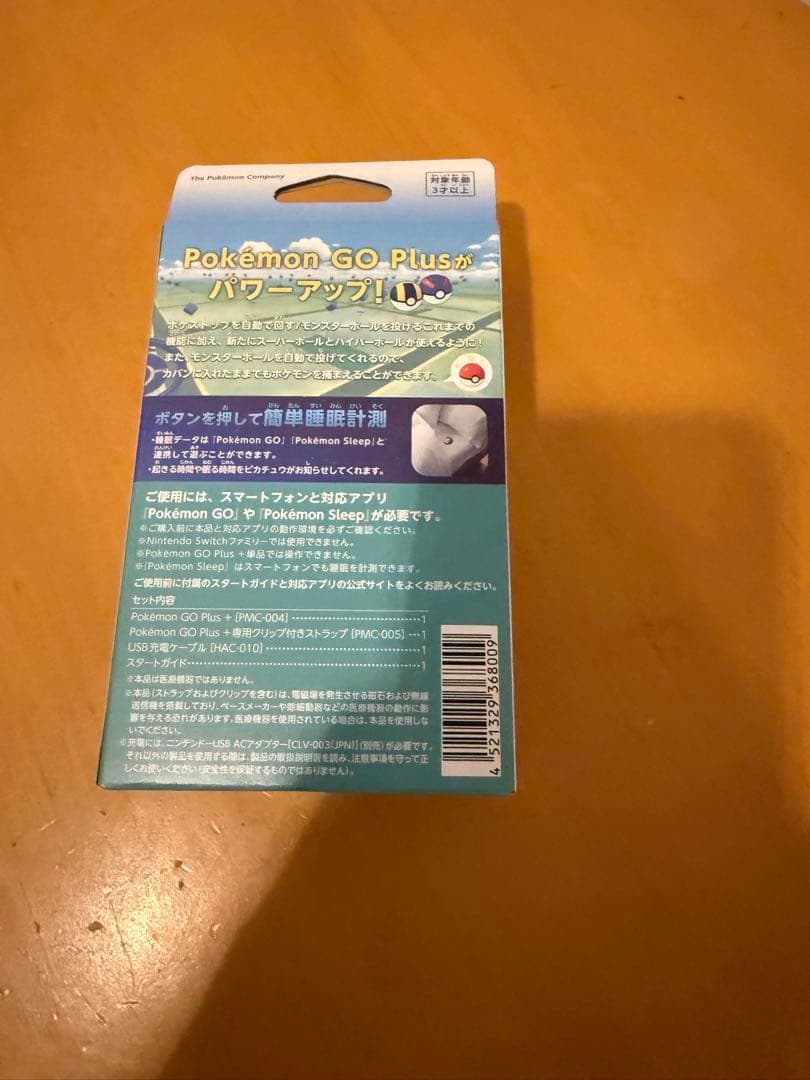 The Pokémon Company
対象年齢
3才以上
Pokémon GO Plusが
パワーアップ!
ポケストップを自動で回す/モンスターボールを投げるこれまでの
機能に加え、新たにスーパーボールとハイパーボールが使えるように!
また、モンスターボールを自動で投げてくれるので、
カバンに入れたままでもポケモンを捕まえることができます。
ボタンを押して簡単睡眠計測
・睡眠データは『Pokémon GO』『Pokémon Sleep』と
連携して遊ぶことができます。
・起きる時間や眠る時間をピカチュウがお知らせしてくれます。
ご使用には、スマートフォンと対応アプリ
『Pokémon GO』や『Pokémon Sleep』が必要です。
※ご購入前に本品と対応アプリの動作環境を必ずご確認ください。
※Nintendo Switchファミリーでは使用できません。
※Pokémon GO Plus +単品では操作できません。
※『Pokémon Sleep』はスマートフォンでも睡眠を計測できます。
ご使用前に付属のスタートガイドと対応アプリの公式サイトをよくお読みください。
セット内容
Pokémon GO Plus + [PMC-004]…………………………1
Pokémon GO Plus +専用クリップ付きストラップ [PMC-005]…1
USB充電ケーブル [HAC-010]…………………………1
スタートガイド…………………………1
※本品は医療機器ではありません。
※本品(ストラップおよびクリップを含む)は、電磁場を発生させる磁石および無線
送信機を搭載しており、ペースメーカーや除細動器などの医療機器の動作に影
響を与える恐れがあります。医療機器を使用されている場合は、本品を使用しな
いでください。
※充電には、ニンテンドーUSB ACアダプター[CLV-003(JPN)](別売)が必要です。
それ以外の製品を使用する際は、製品の取扱説明書を読み、注意事項を守って正
しくお使いください(安全性を保証するものではありません)。
4 521329 368009